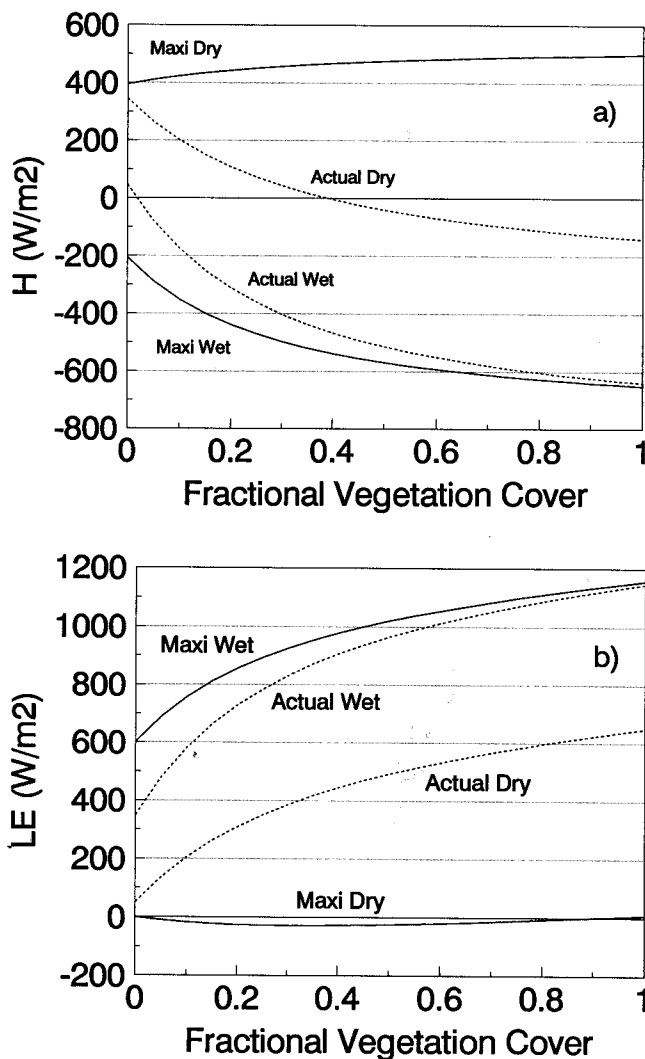 600
Maxi Dry
400
a)
200
Actual Dry
0
H (W/m2)
-200
Actual Wet
-400
Maxi Wet
-600
-800
0 0.2 0.4 0.6 0.8 1
Fractional Vegetation Cover
1200
1000
Maxi Wet
b)
800
Actual Wet
600
Actual Dry
400
LE (W/m2)
200
Maxi Dry
0
-200
0 0.2 0.4 0.6 0.8 1
Fractional Vegetation Cover